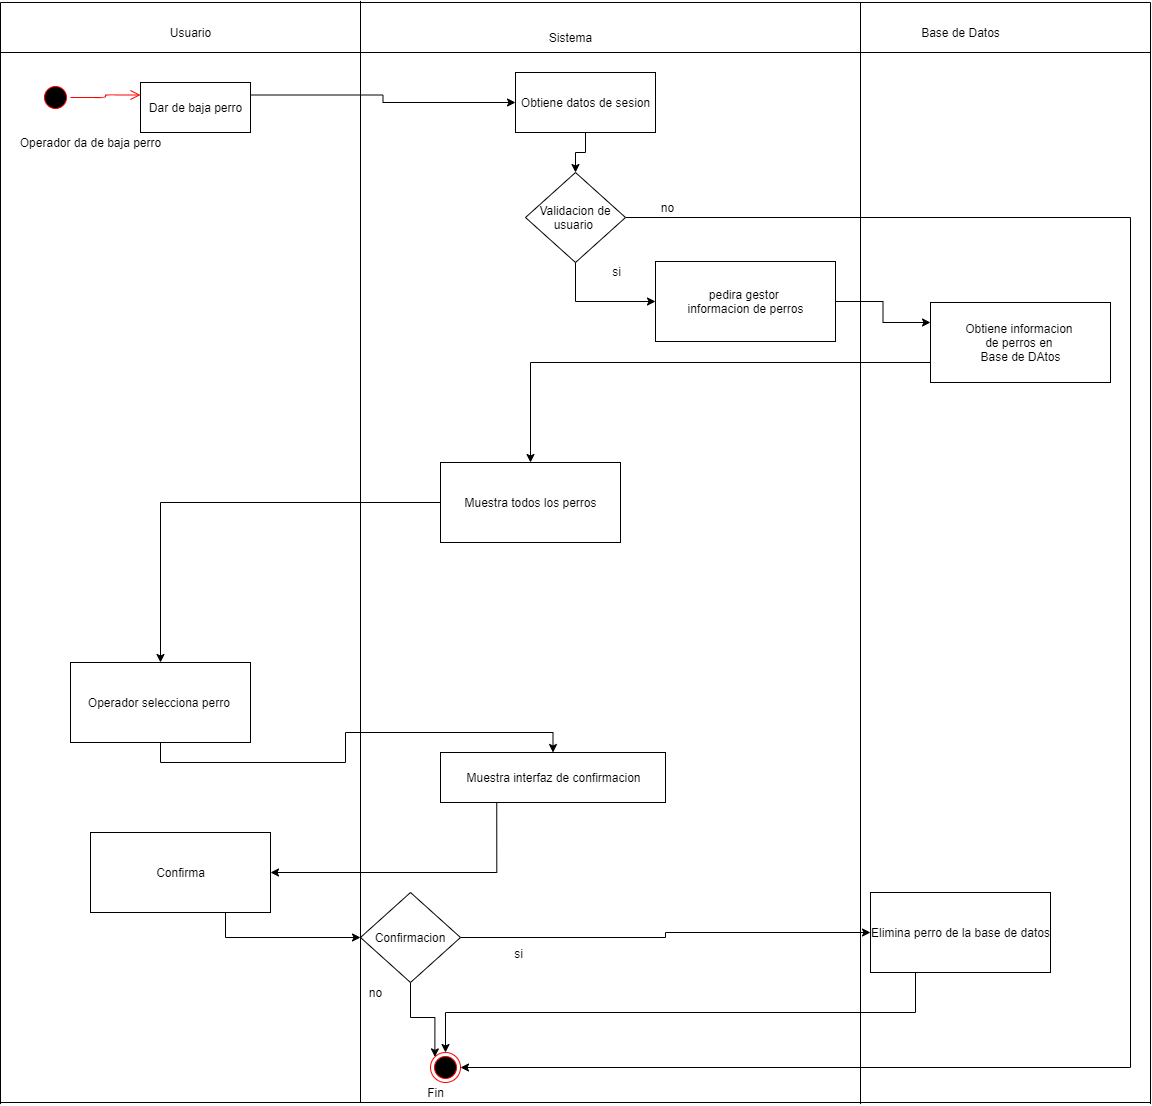 Usuario
Sistema
Base de Datos
Dar de baja perro
Operador da de baja perro
Obtiene datos de sesion
Validacion de
usuario
no
si
pedira gestor
informacion de perros
Obtiene informacion
de perros en
Base de DAtos
Muestra todos los perros
Operador selecciona perro
Muestra interfaz de confirmacion
Confirma
Confirmacion
si
Elimina perro de la base de datos
no
Fin